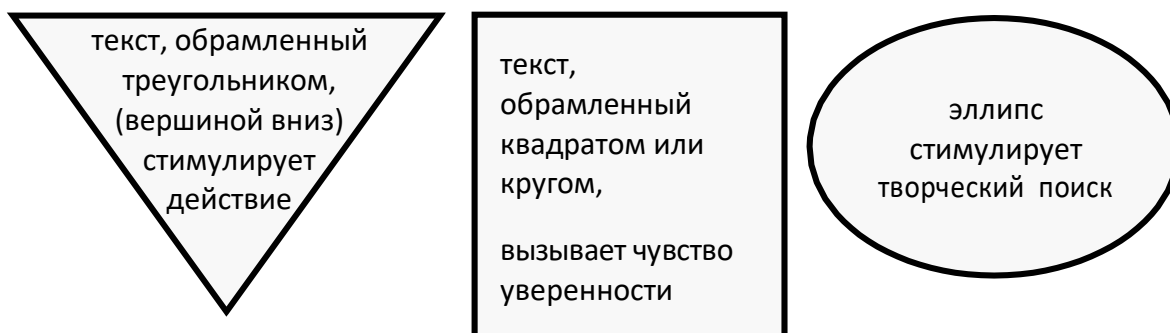 текст, обрамленный
треугольником,
(вершиной вниз)
стимулирует
действие
текст,
обрамленный
квадратом или
кругом,
вызывает чувство
уверенности
эллипс
стимулирует
творческий поиск